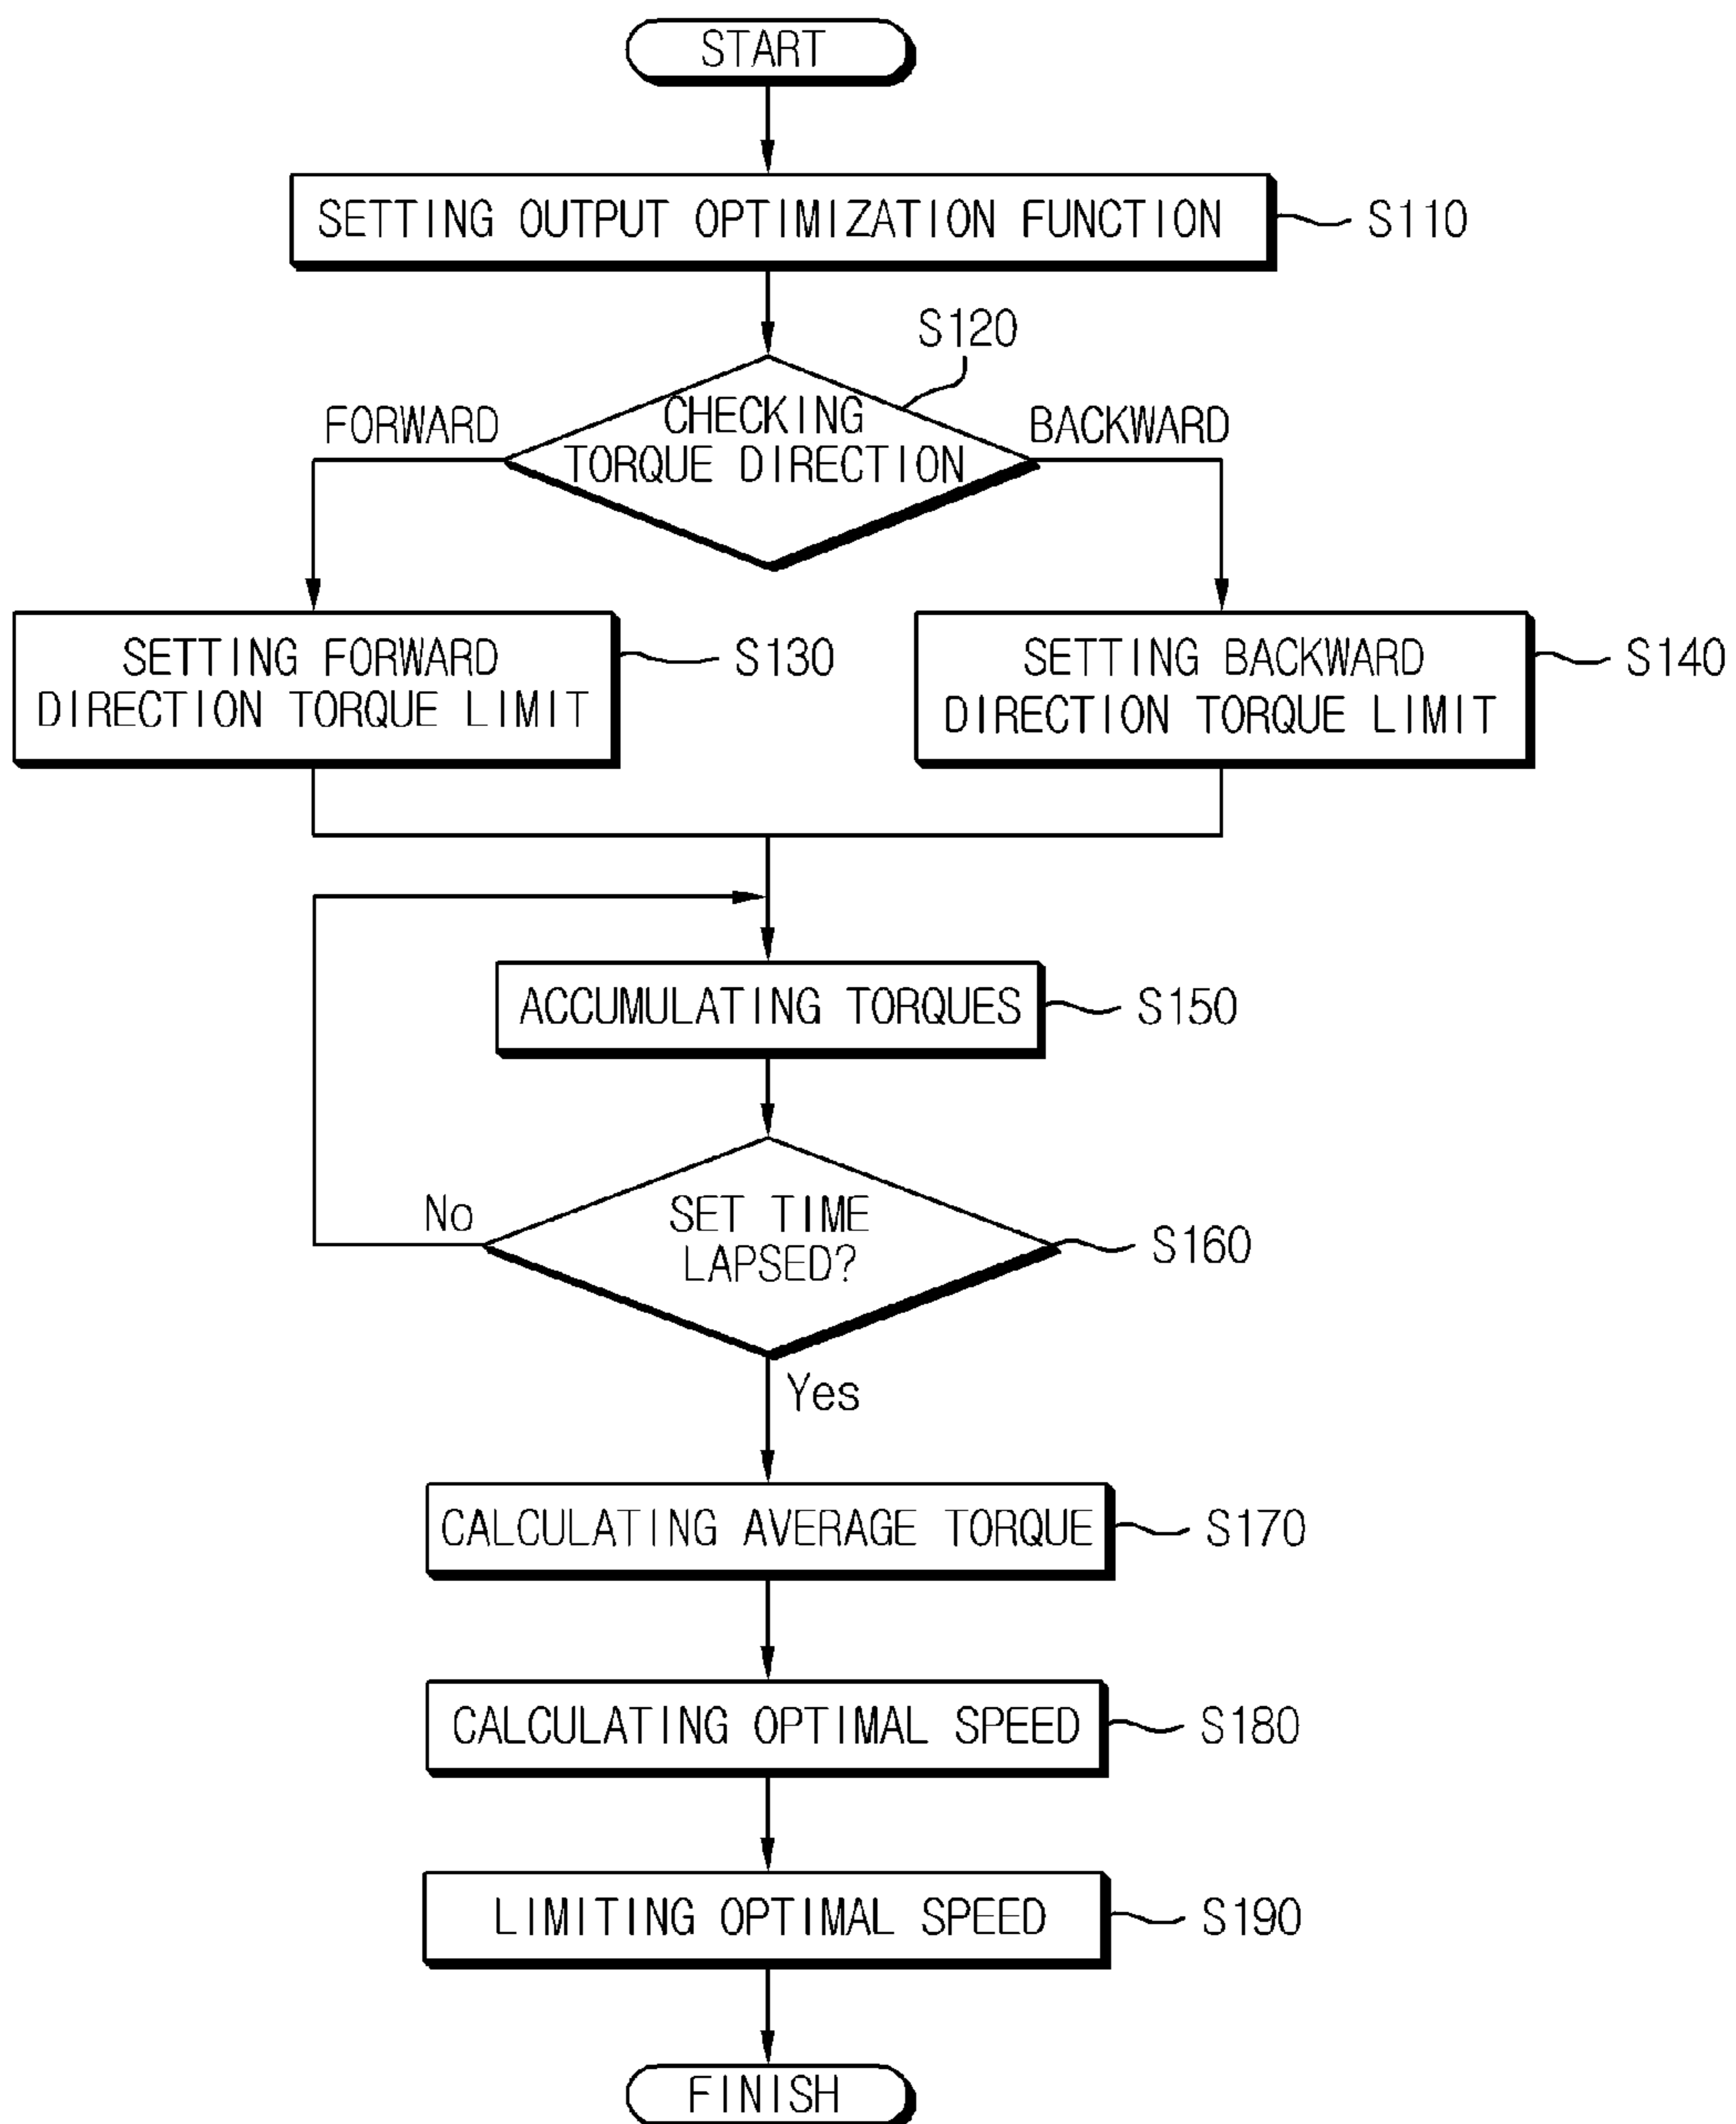 START
SETTING OUTPUT OPTIMIZATION FUNCTION
S110
S120
FORWARD
CHECKING
TORQUE DIRECTION
BACKWARD
SETTING FORWARD
DIRECTION TORQUE LIMIT
S130
SETTING BACKWARD
DIRECTION TORQUE LIMIT
S140
ACCUMULATING TORQUES
S150
No
SET TIME
LAPSED?
S160
Yes
CALCULATING AVERAGE TORQUE
S170
CALCULATING OPTIMAL SPEED
S180
LIMITING OPTIMAL SPEED
S190
FINISH